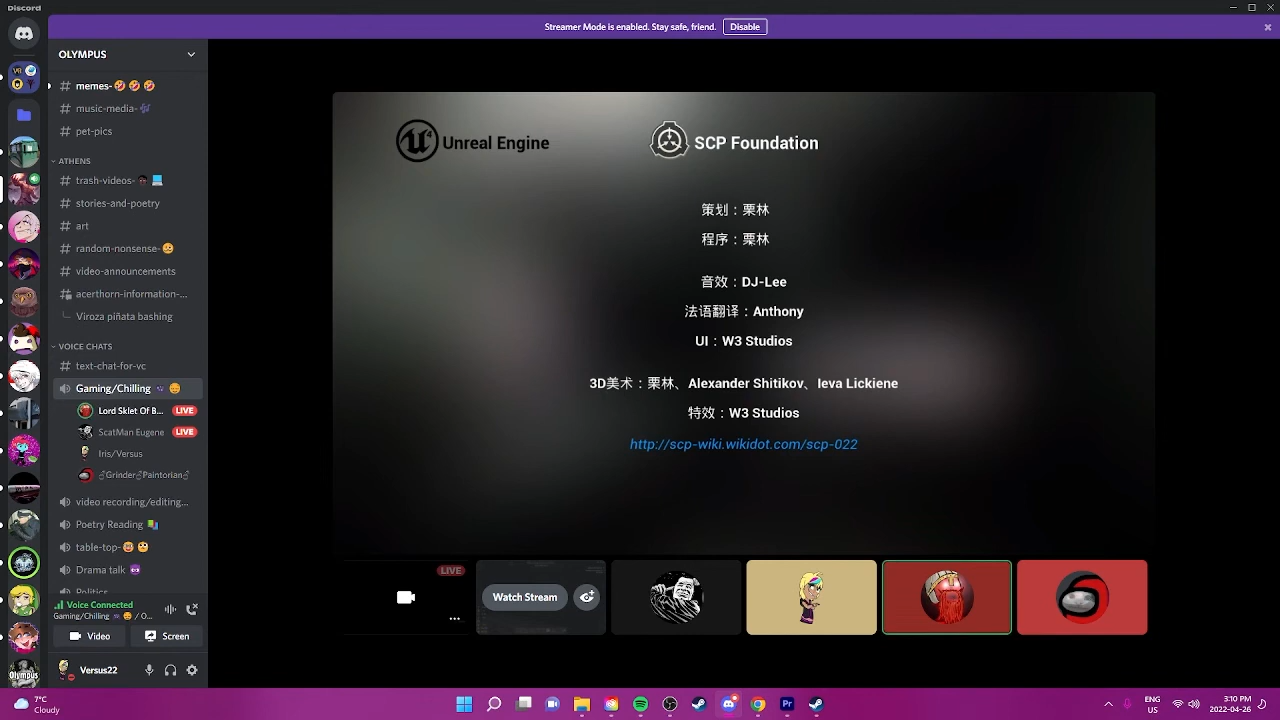 Discord
Streamer Mode is enabled. Stay safe, friend. Disable
OLYMPUS
memes-
music-media-
pet-pics
ATHENS
trash-videos-
stories-and-poetry
art
random-nonsense-
video-announcements
acerthorn-information-...
Viroza piñata bashing
VOICE CHATS
text-chat-for-vc
Gaming/Chilling
Lord Skiet Of B... LIVE
ScatMan Eugene LIVE
Iris/Versus
Grinder Paintorian
video recording/editing...
Poetry Reading
table-top-
Drama talk
Politics
Voice Connected
Gaming/Chilling / O...
Video Screen
Versus22
Olympus
Unreal Engine
SCP Foundation
策划：栗林
程序：栗林
音效：DJ-Lee
法语翻译：Anthony
UI：W3 Studios
3D美术：栗林、Alexander Shitikov、Ieva Lickiene
特效：W3 Studios
http://scp-wiki.wikidot.com/scp-022
LIVE
Watch Stream
7°C
Cloudy
ENG
US
3:10 PM
2022-04-26